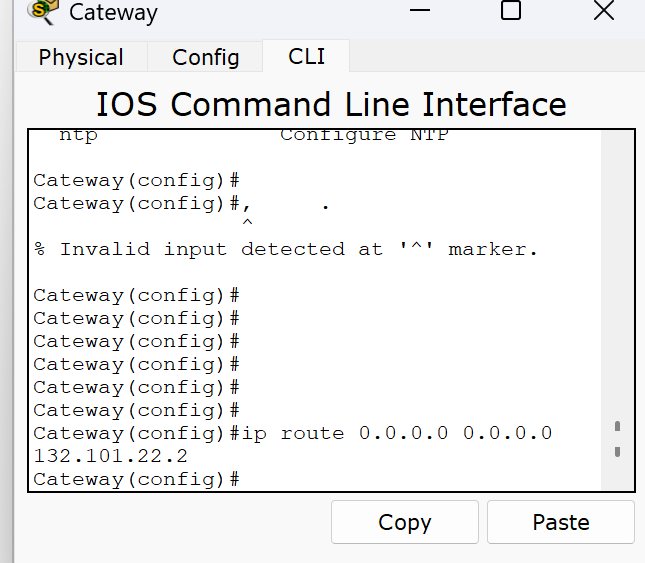 Cateway
Physical Config CLI
IOS Command Line Interface
ntp Configure NTP
Cateway(config)#
Cateway(config)#, .
^
% Invalid input detected at '^' marker.
Cateway(config)#
Cateway(config)#
Cateway(config)#
Cateway(config)#
Cateway(config)#
Cateway(config)#
Cateway(config)#ip route 0.0.0.0 0.0.0.0
132.101.22.2
Cateway(config)#
Copy Paste